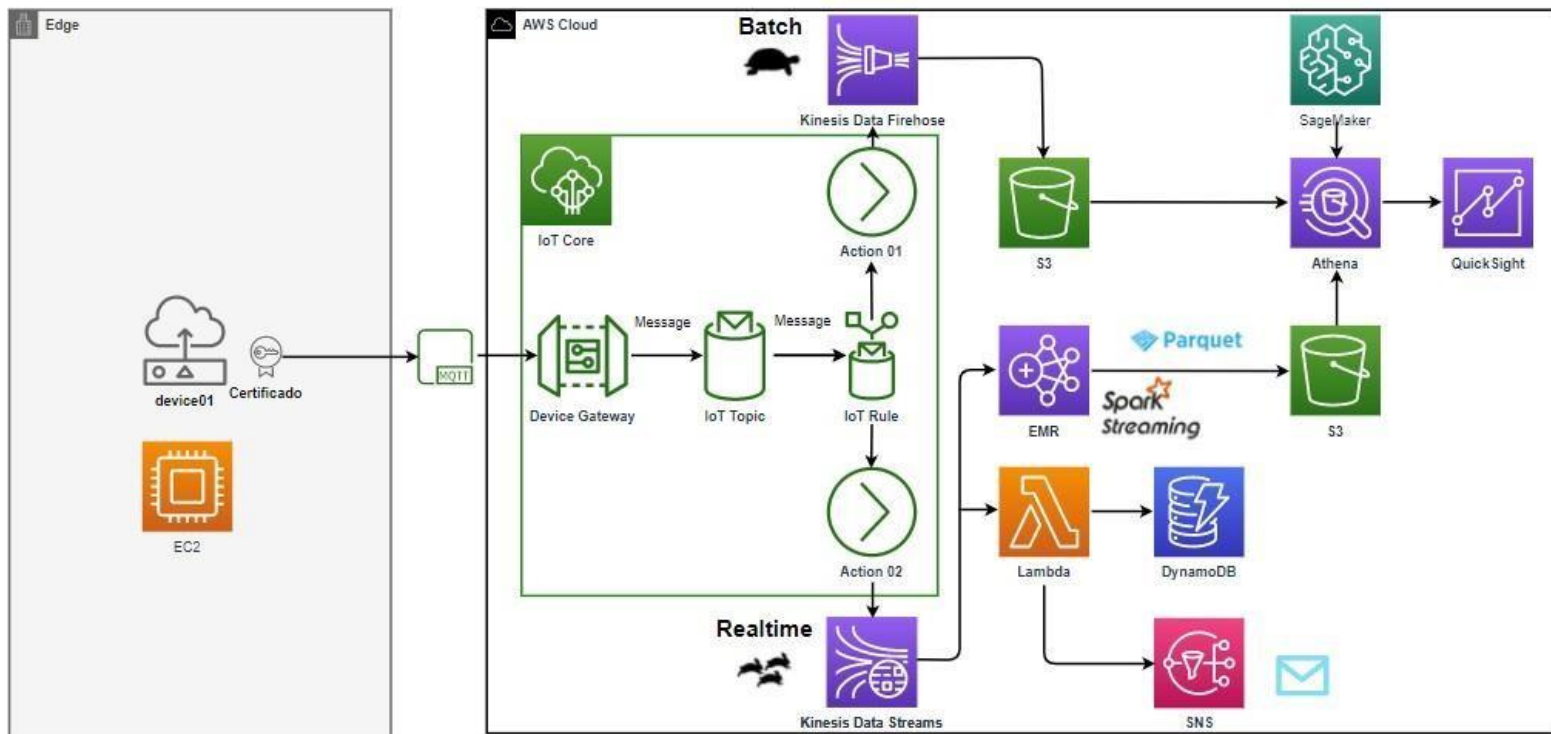 Edge
AWS Cloud
Batch
Kinesis Data Firehose
SageMaker
IoT Core
Action 01
S3
Athena
QuickSight
Message
Message
Parquet
MQTT
device01
Certificado
Device Gateway
IoT Topic
IoT Rule
EMR
Spark
Streaming
S3
EC2
Action 02
Lambda
DynamoDB
Realtime
Kinesis Data Streams
SNS